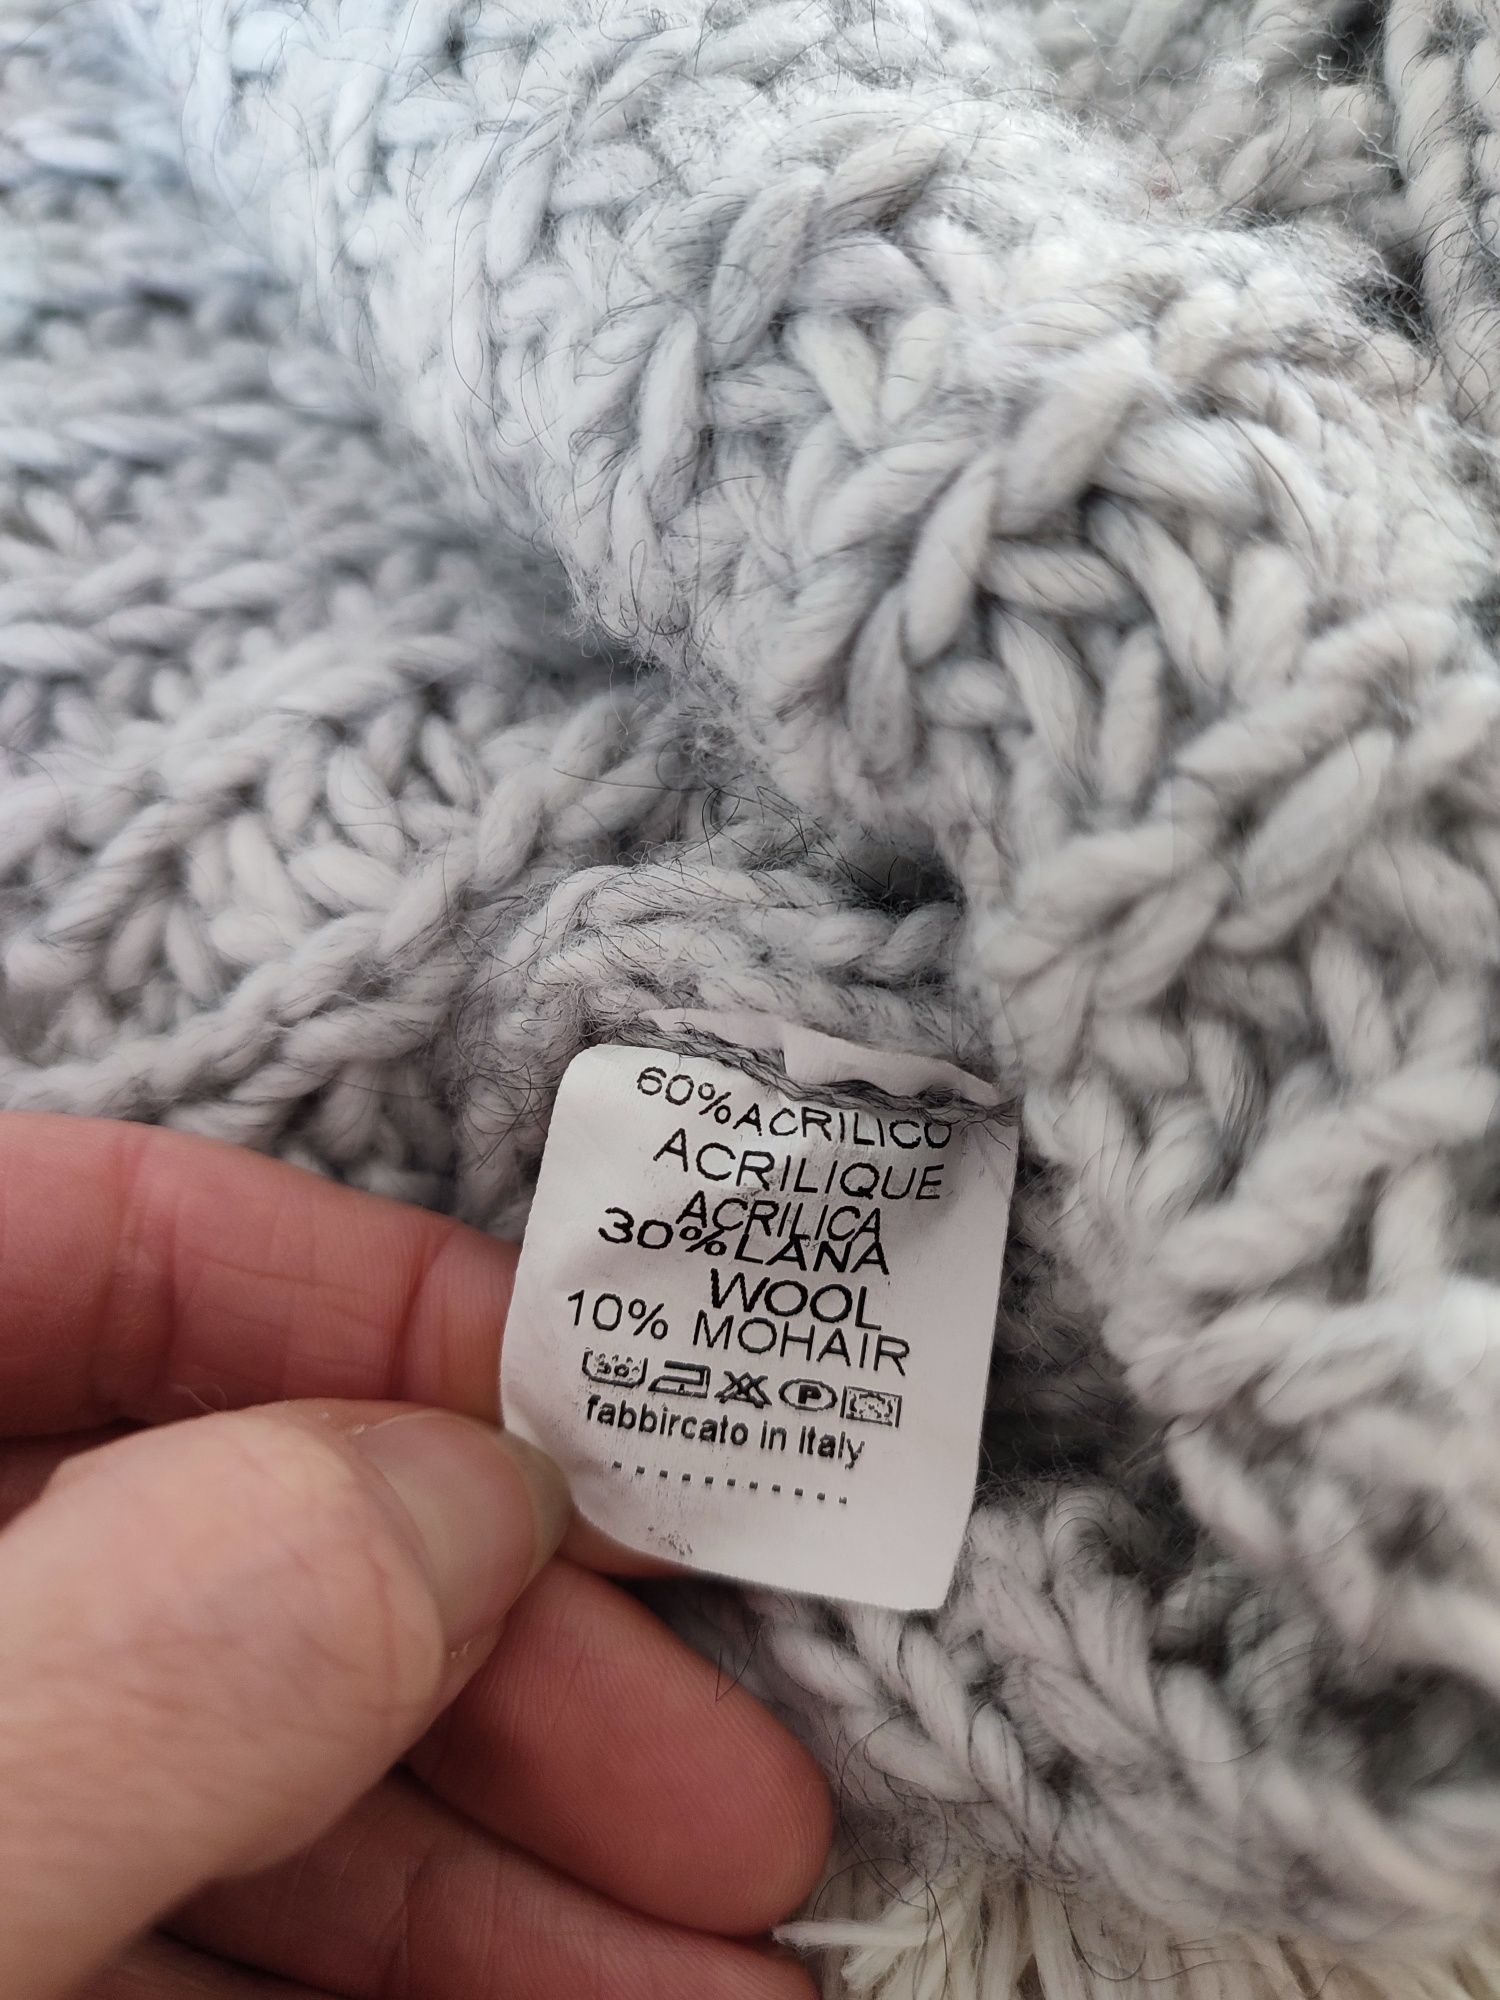 60%ACRILICO
ACRILIQUE
ACRILICA
30%LANA
WOOL
10% MOHAIR
P
fabbircato in Italy
...........